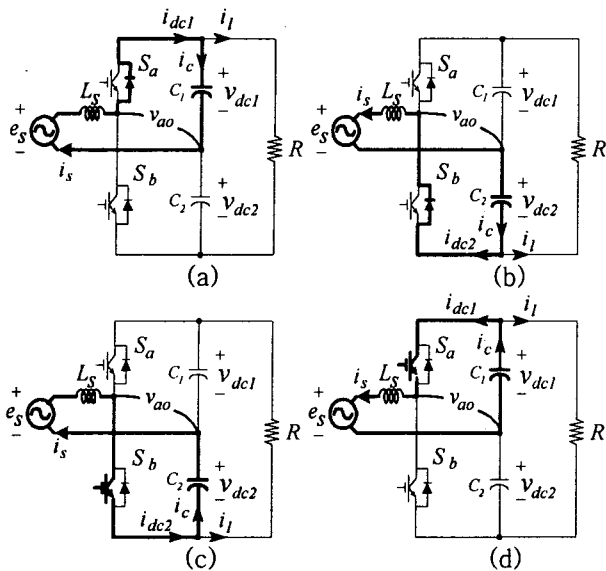 i_dc1 i_l
S_a i_c C_1 + v_dc1 −
+ e_s − L_s v_ao R
i_s
S_b C_2 + v_dc2 −
(a)
S_a C_1 + v_dc1 −
+ e_s − i_s L_s v_ao R
S_b C_2 + v_dc2 −
i_c
i_dc2 i_l
(b)
S_a C_1 + v_dc1 −
+ e_s − L_s v_ao R
i_s
S_b C_2 + v_dc2 −
i_c
i_dc2 i_l
(c)
i_dc1 i_l
S_a i_c C_1 + v_dc1 −
+ e_s − i_s L_s v_ao R
S_b C_2 + v_dc2 −
(d)